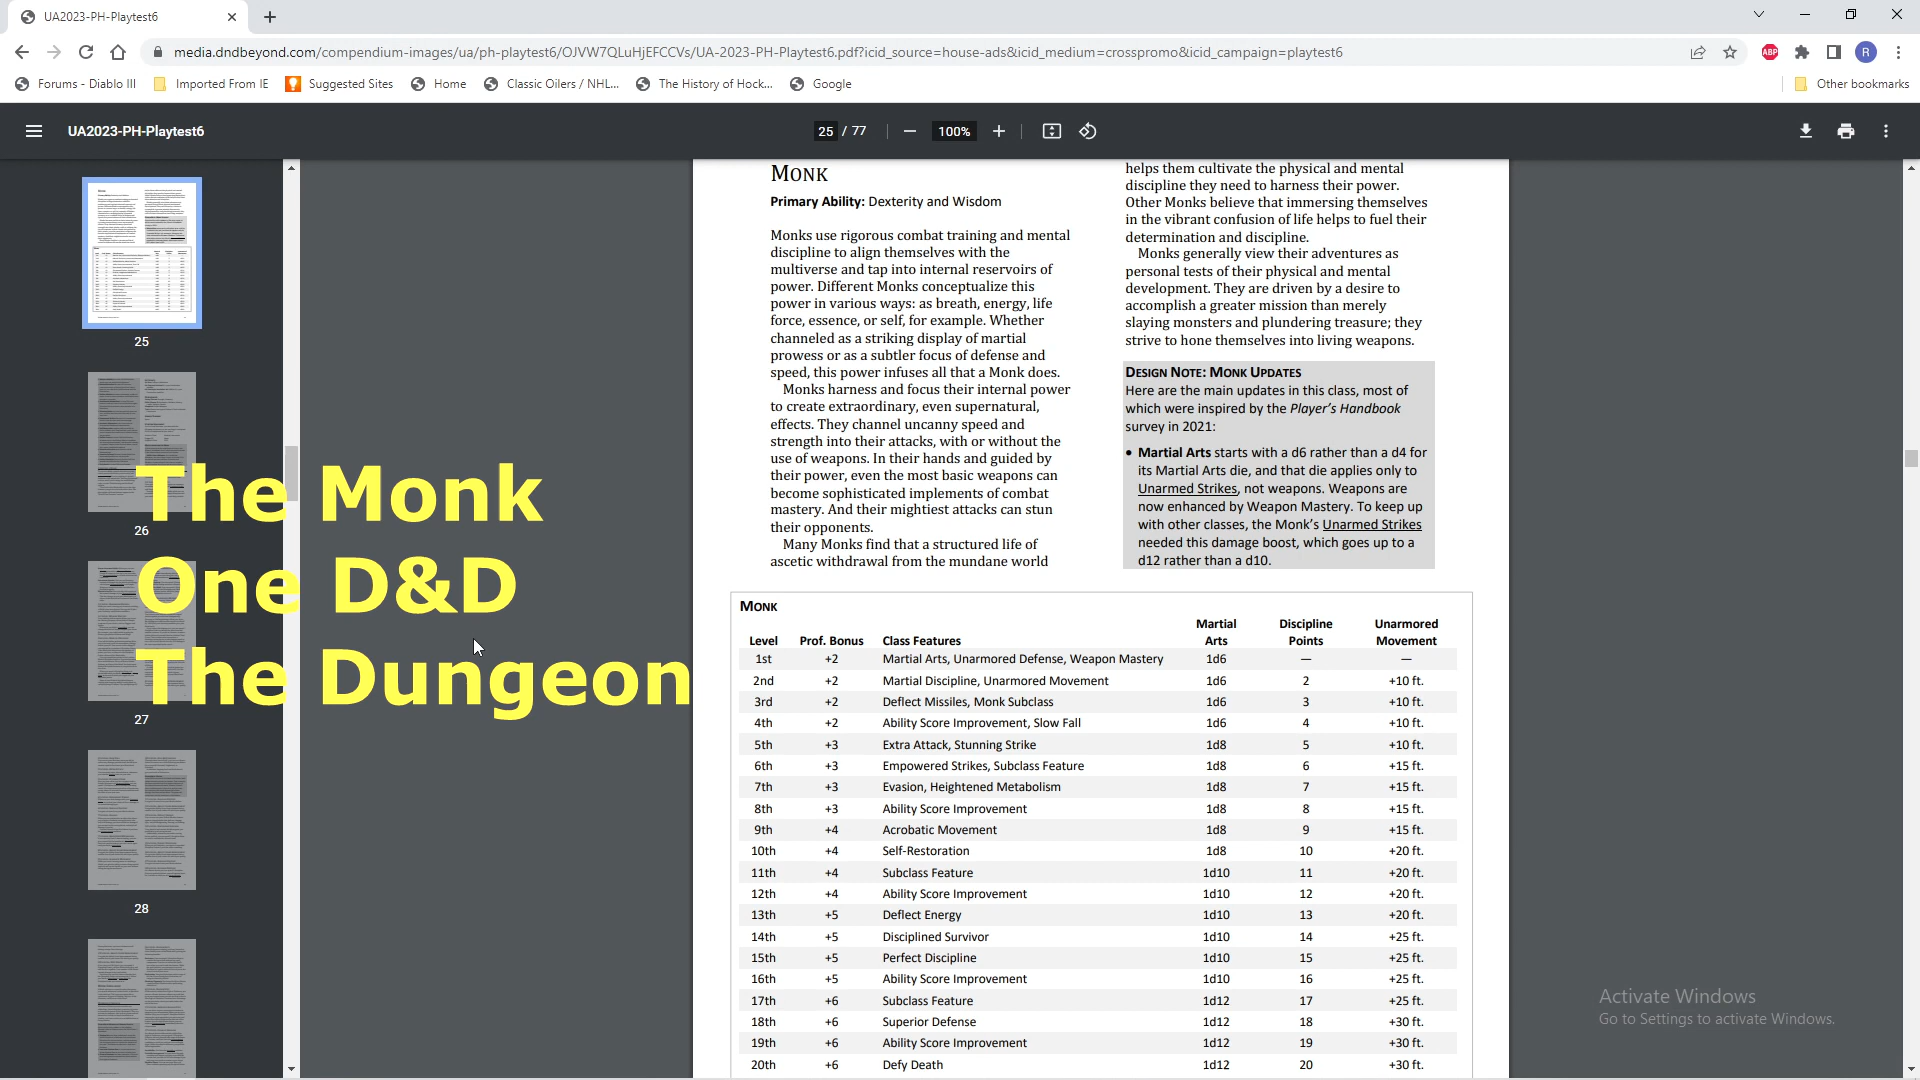 UA2023-PH-Playtest6
media.dndbeyond.com/compendium-images/ua/ph-playtest6/OJVW7QLuHjEFCCVs/UA-2023-PH-Playtest6.pdf?icid_source=house-ads&icid_medium=crosspromo&icid_campaign=playtest6
ABP
R
Forums - Diablo III
Imported From IE
Suggested Sites
Home
Classic Oilers / NHL...
The History of Hock...
Google
Other bookmarks
UA2023-PH-Playtest6
25 / 77
100%
25
26
27
28
The Monk
One D&D
The Dungeon
MONK
Primary Ability: Dexterity and Wisdom
Monks use rigorous combat training and mental
discipline to align themselves with the
multiverse and tap into internal reservoirs of
power. Different Monks conceptualize this
power in various ways: as breath, energy, life
force, essence, or self, for example. Whether
channeled as a striking display of martial
prowess or as a subtler focus of defense and
speed, this power infuses all that a Monk does.
Monks harness and focus their internal power
to create extraordinary, even supernatural,
effects. They channel uncanny speed and
strength into their attacks, with or without the
use of weapons. In their hands and guided by
their power, even the most basic weapons can
become sophisticated implements of combat
mastery. And their mightiest attacks can stun
their opponents.
Many Monks find that a structured life of
ascetic withdrawal from the mundane world
helps them cultivate the physical and mental
discipline they need to harness their power.
Other Monks believe that immersing themselves
in the vibrant confusion of life helps to fuel their
determination and discipline.
Monks generally view their adventures as
personal tests of their physical and mental
development. They are driven by a desire to
accomplish a greater mission than merely
slaying monsters and plundering treasure; they
strive to hone themselves into living weapons.
DESIGN NOTE: MONK UPDATES
Here are the main updates in this class, most of
which were inspired by the Player's Handbook
survey in 2021:
• Martial Arts starts with a d6 rather than a d4 for
its Martial Arts die, and that die applies only to
Unarmed Strikes, not weapons. Weapons are
now enhanced by Weapon Mastery. To keep up
with other classes, the Monk's Unarmed Strikes
needed this damage boost, which goes up to a
d12 rather than a d10.
MONK
Level Prof. Bonus Class Features Martial Arts Discipline Points Unarmored Movement
1st +2 Martial Arts, Unarmored Defense, Weapon Mastery 1d6 — —
2nd +2 Martial Discipline, Unarmored Movement 1d6 2 +10 ft.
3rd +2 Deflect Missiles, Monk Subclass 1d6 3 +10 ft.
4th +2 Ability Score Improvement, Slow Fall 1d6 4 +10 ft.
5th +3 Extra Attack, Stunning Strike 1d8 5 +10 ft.
6th +3 Empowered Strikes, Subclass Feature 1d8 6 +15 ft.
7th +3 Evasion, Heightened Metabolism 1d8 7 +15 ft.
8th +3 Ability Score Improvement 1d8 8 +15 ft.
9th +4 Acrobatic Movement 1d8 9 +15 ft.
10th +4 Self-Restoration 1d8 10 +20 ft.
11th +4 Subclass Feature 1d10 11 +20 ft.
12th +4 Ability Score Improvement 1d10 12 +20 ft.
13th +5 Deflect Energy 1d10 13 +20 ft.
14th +5 Disciplined Survivor 1d10 14 +25 ft.
15th +5 Perfect Discipline 1d10 15 +25 ft.
16th +5 Ability Score Improvement 1d10 16 +25 ft.
17th +6 Subclass Feature 1d12 17 +25 ft.
18th +6 Superior Defense 1d12 18 +30 ft.
19th +6 Ability Score Improvement 1d12 19 +30 ft.
20th +6 Defy Death 1d12 20 +30 ft.
Activate Windows
Go to Settings to activate Windows.